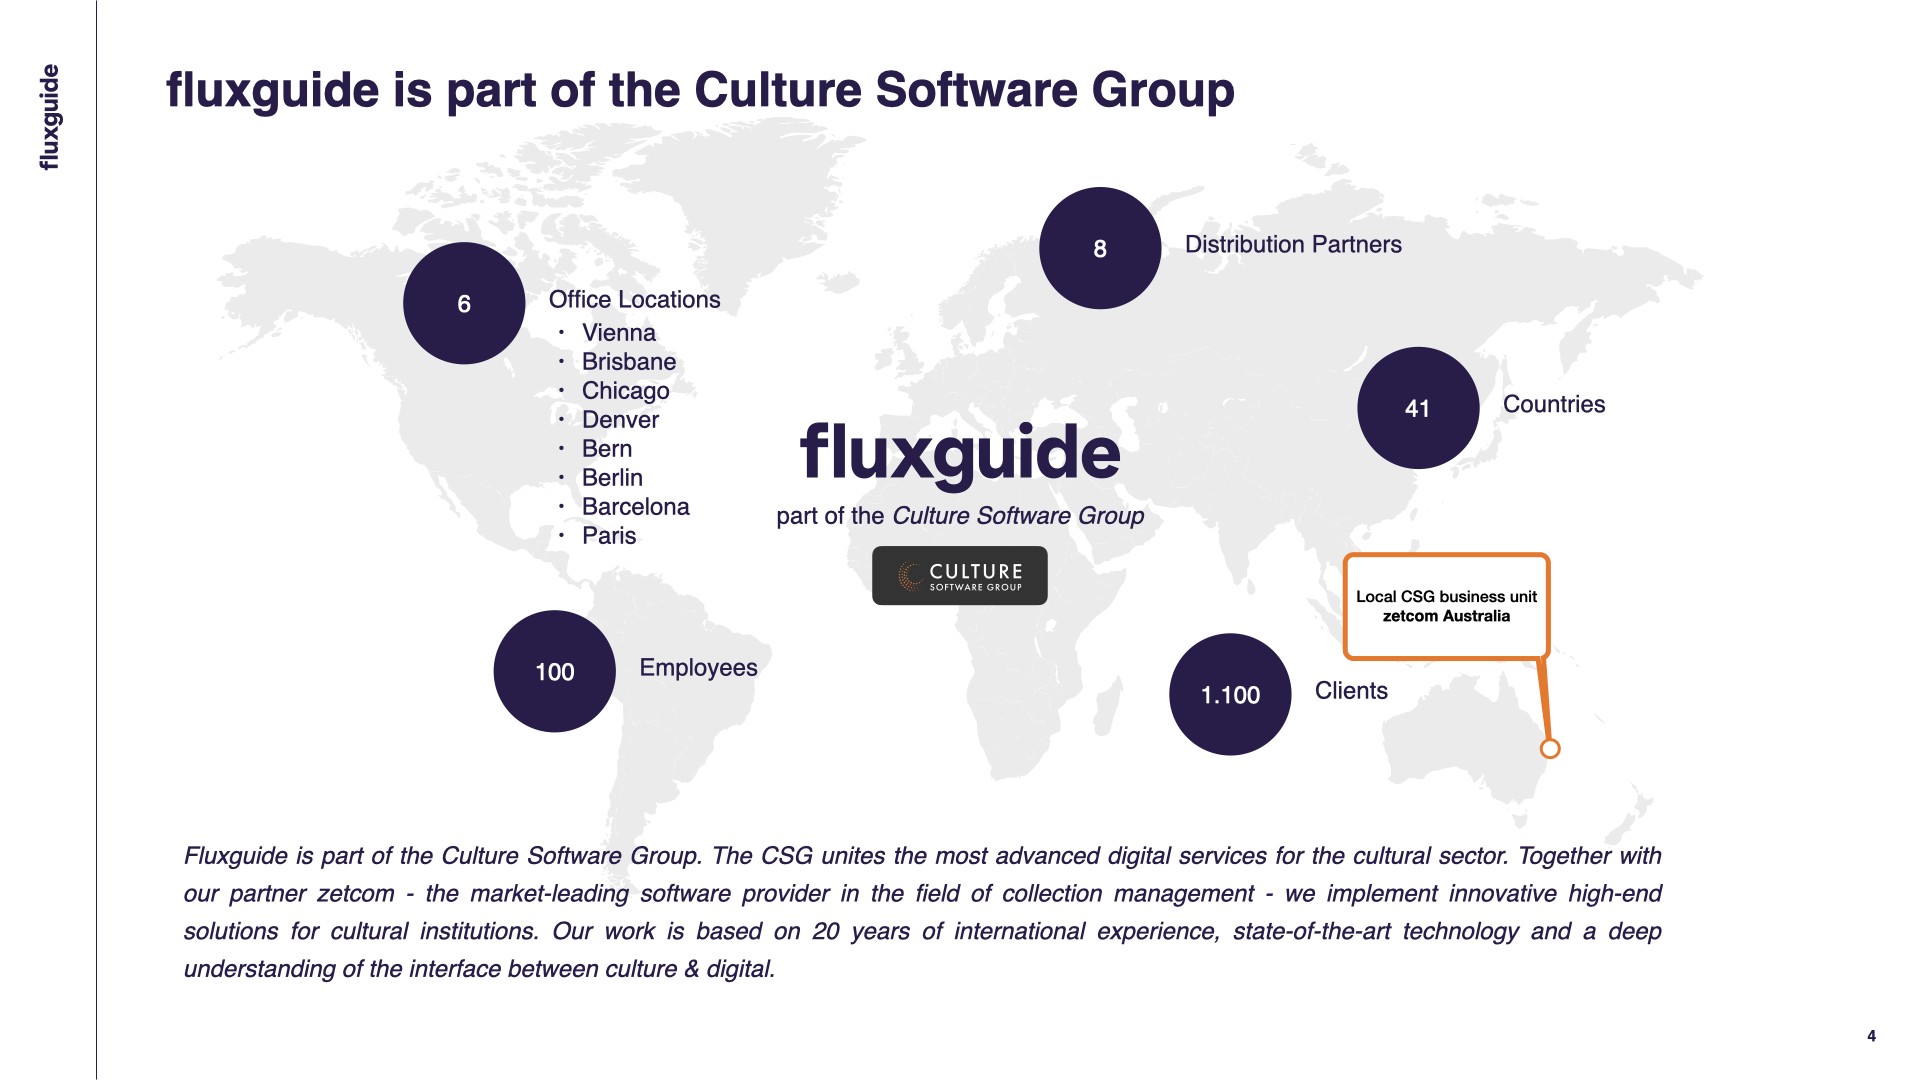 fluxguide
fluxguide is part of the Culture Software Group
6
Office Locations
• Vienna
• Brisbane
• Chicago
• Denver
• Bern
• Berlin
• Barcelona
• Paris
8
Distribution Partners
41
Countries
fluxguide
part of the Culture Software Group
CULTURE
SOFTWARE GROUP
Local CSG business unit
zetcom Australia
100
Employees
1.100
Clients
Fluxguide is part of the Culture Software Group. The CSG unites the most advanced digital services for the cultural sector. Together with
our partner zetcom - the market-leading software provider in the field of collection management - we implement innovative high-end
solutions for cultural institutions. Our work is based on 20 years of international experience, state-of-the-art technology and a deep
understanding of the interface between culture & digital.
4